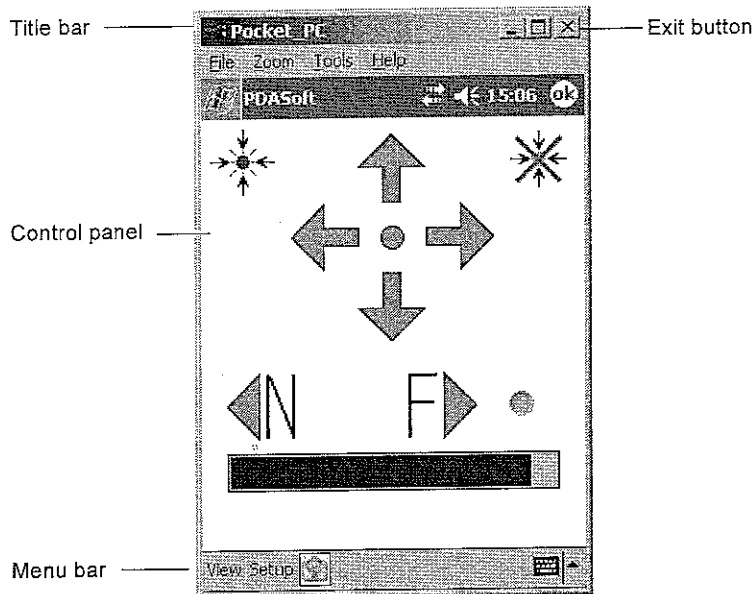 Title bar
Pocket_PC
Exit button
File Zoom Tools Help
PDASoft 15:06 ok
Control panel
N F
Menu bar
View Setup